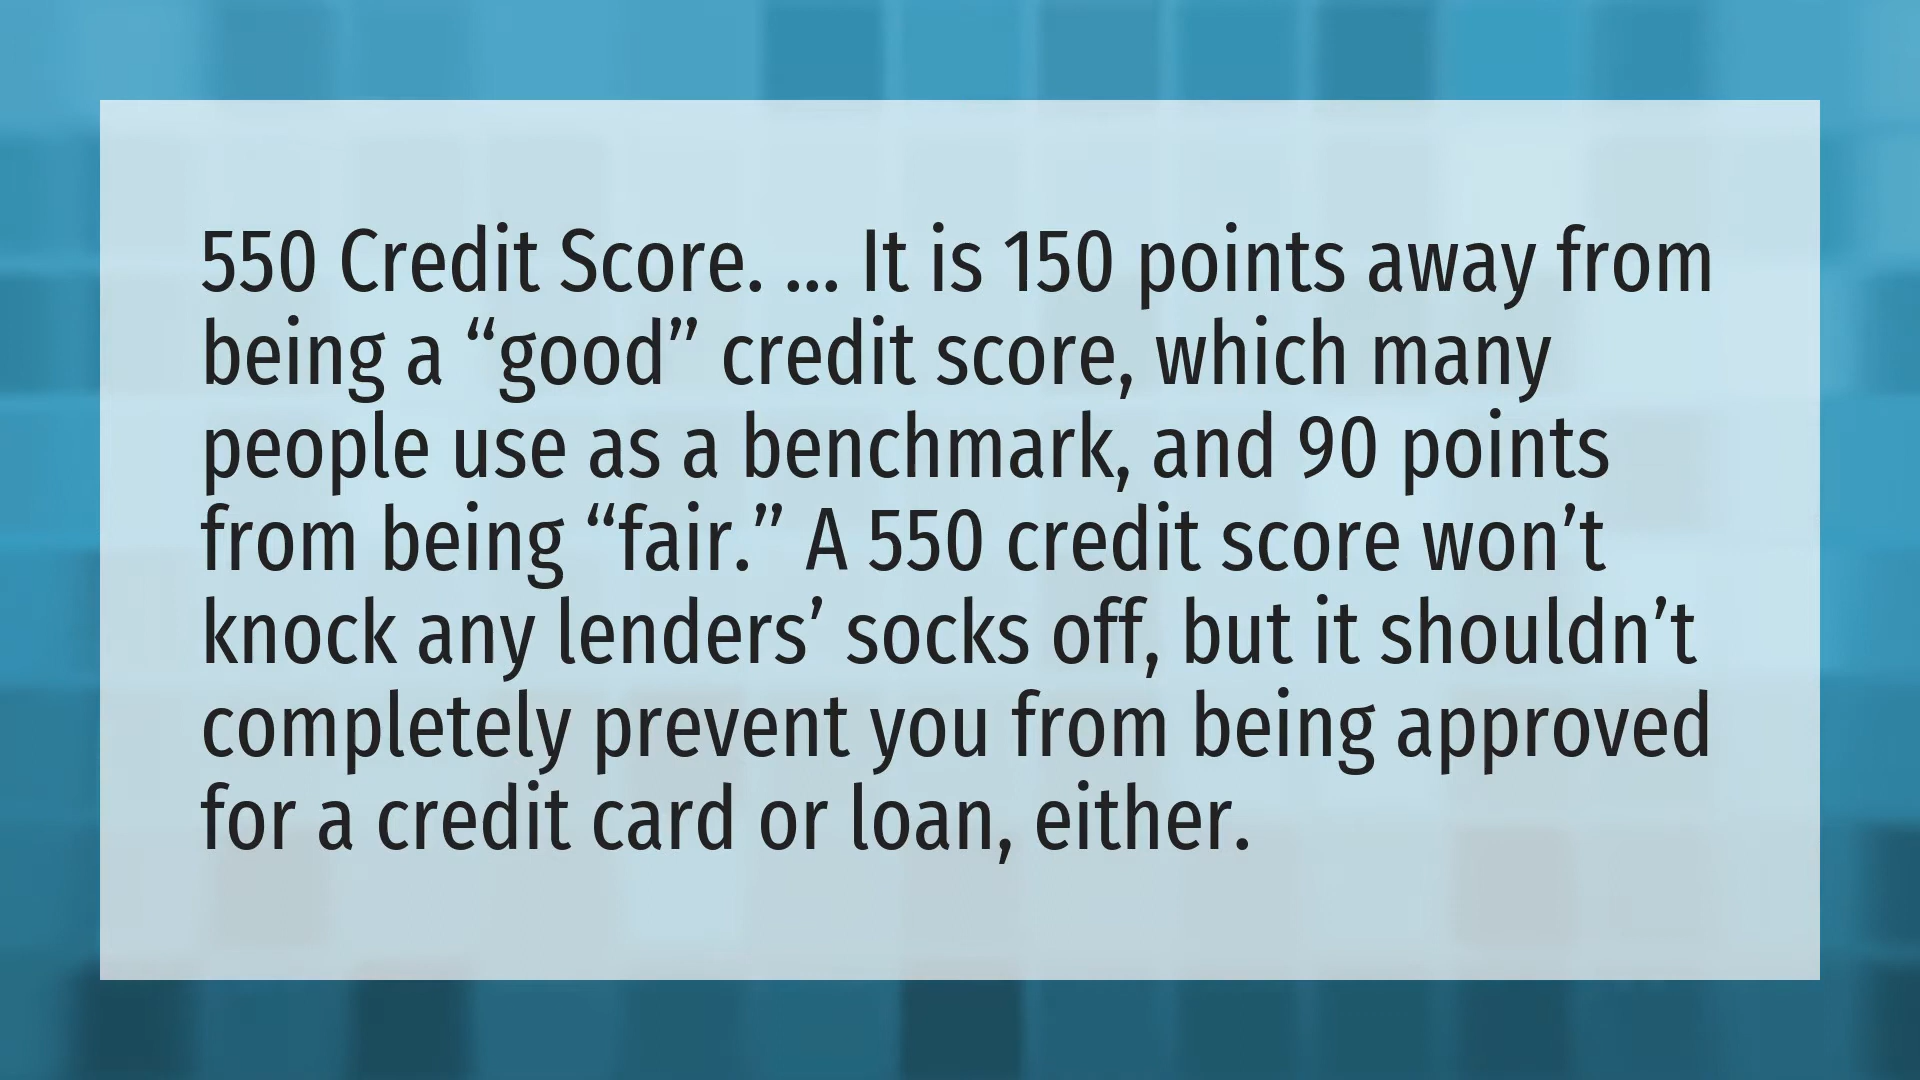 550 Credit Score. ... It is 150 points away from
being a “good” credit score, which many
people use as a benchmark, and 90 points
from being “fair.” A 550 credit score won’t
knock any lenders’ socks off, but it shouldn’t
completely prevent you from being approved
for a credit card or loan, either.